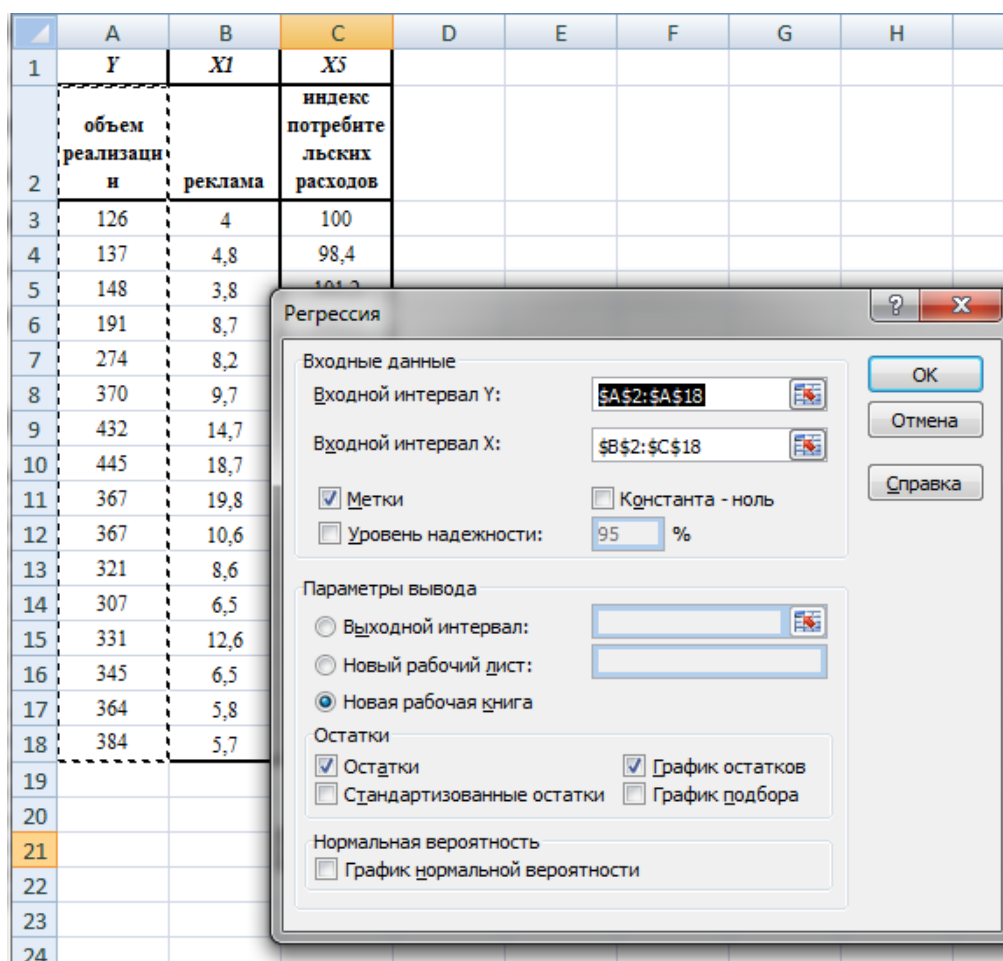 A B C D E F G H
1 Y X1 X5
индекс
объем потребите
реализаци льских
2 и реклама расходов
3 126 4 100
4 137 4,8 98,4
5 148 3,8
6 191 8,7
7 274 8,2
8 370 9,7
9 432 14,7
10 445 18,7
11 367 19,8
12 367 10,6
13 321 8,6
14 307 6,5
15 331 12,6
16 345 6,5
17 364 5,8
18 384 5,7
19
20
21
22
23
24
Регрессия
Входные данные
Входной интервал Y: $A$2:$A$18
Входной интервал X: $B$2:$C$18
Метки Константа - ноль
Уровень надежности: 95 %
Параметры вывода
Выходной интервал:
Новый рабочий лист:
Новая рабочая книга
Остатки
Остатки График остатков
Стандартизованные остатки График подбора
Нормальная вероятность
График нормальной вероятности
?
OK
Отмена
Справка